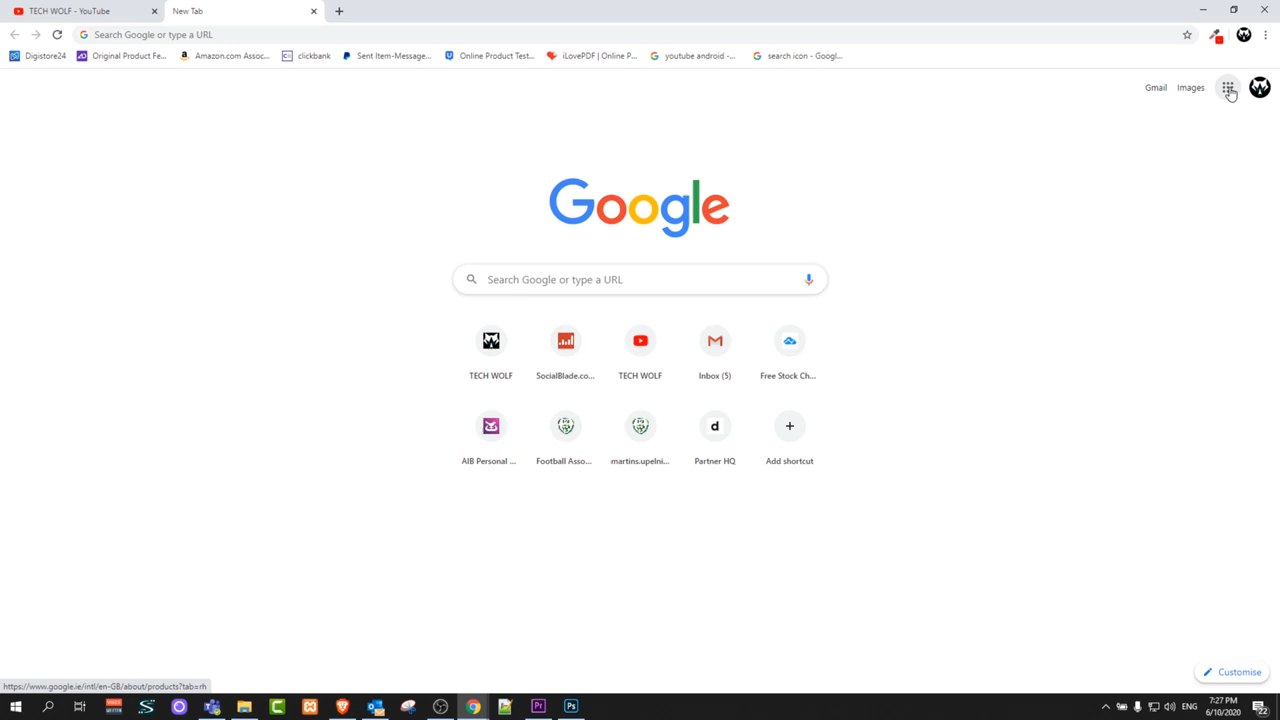 TECH WOLF - YouTube
New Tab
Search Google or type a URL
Digistore24
Original Product Fe...
Amazon.com Assoc...
clickbank
Sent Item-Message...
Online Product Test...
iLovePDF | Online P...
youtube android -...
search icon - Googl...
Gmail
Images
Google
Search Google or type a URL
TECH WOLF
SocialBlade.co...
TECH WOLF
Inbox (5)
Free Stock Ch...
AIB Personal ...
Football Asso...
martins.upelni...
Partner HQ
Add shortcut
Customise
https://www.google.ie/intl/en-GB/about/products?tab=rh
Pr
Ps
ENG
7:27 PM
6/10/2020
22